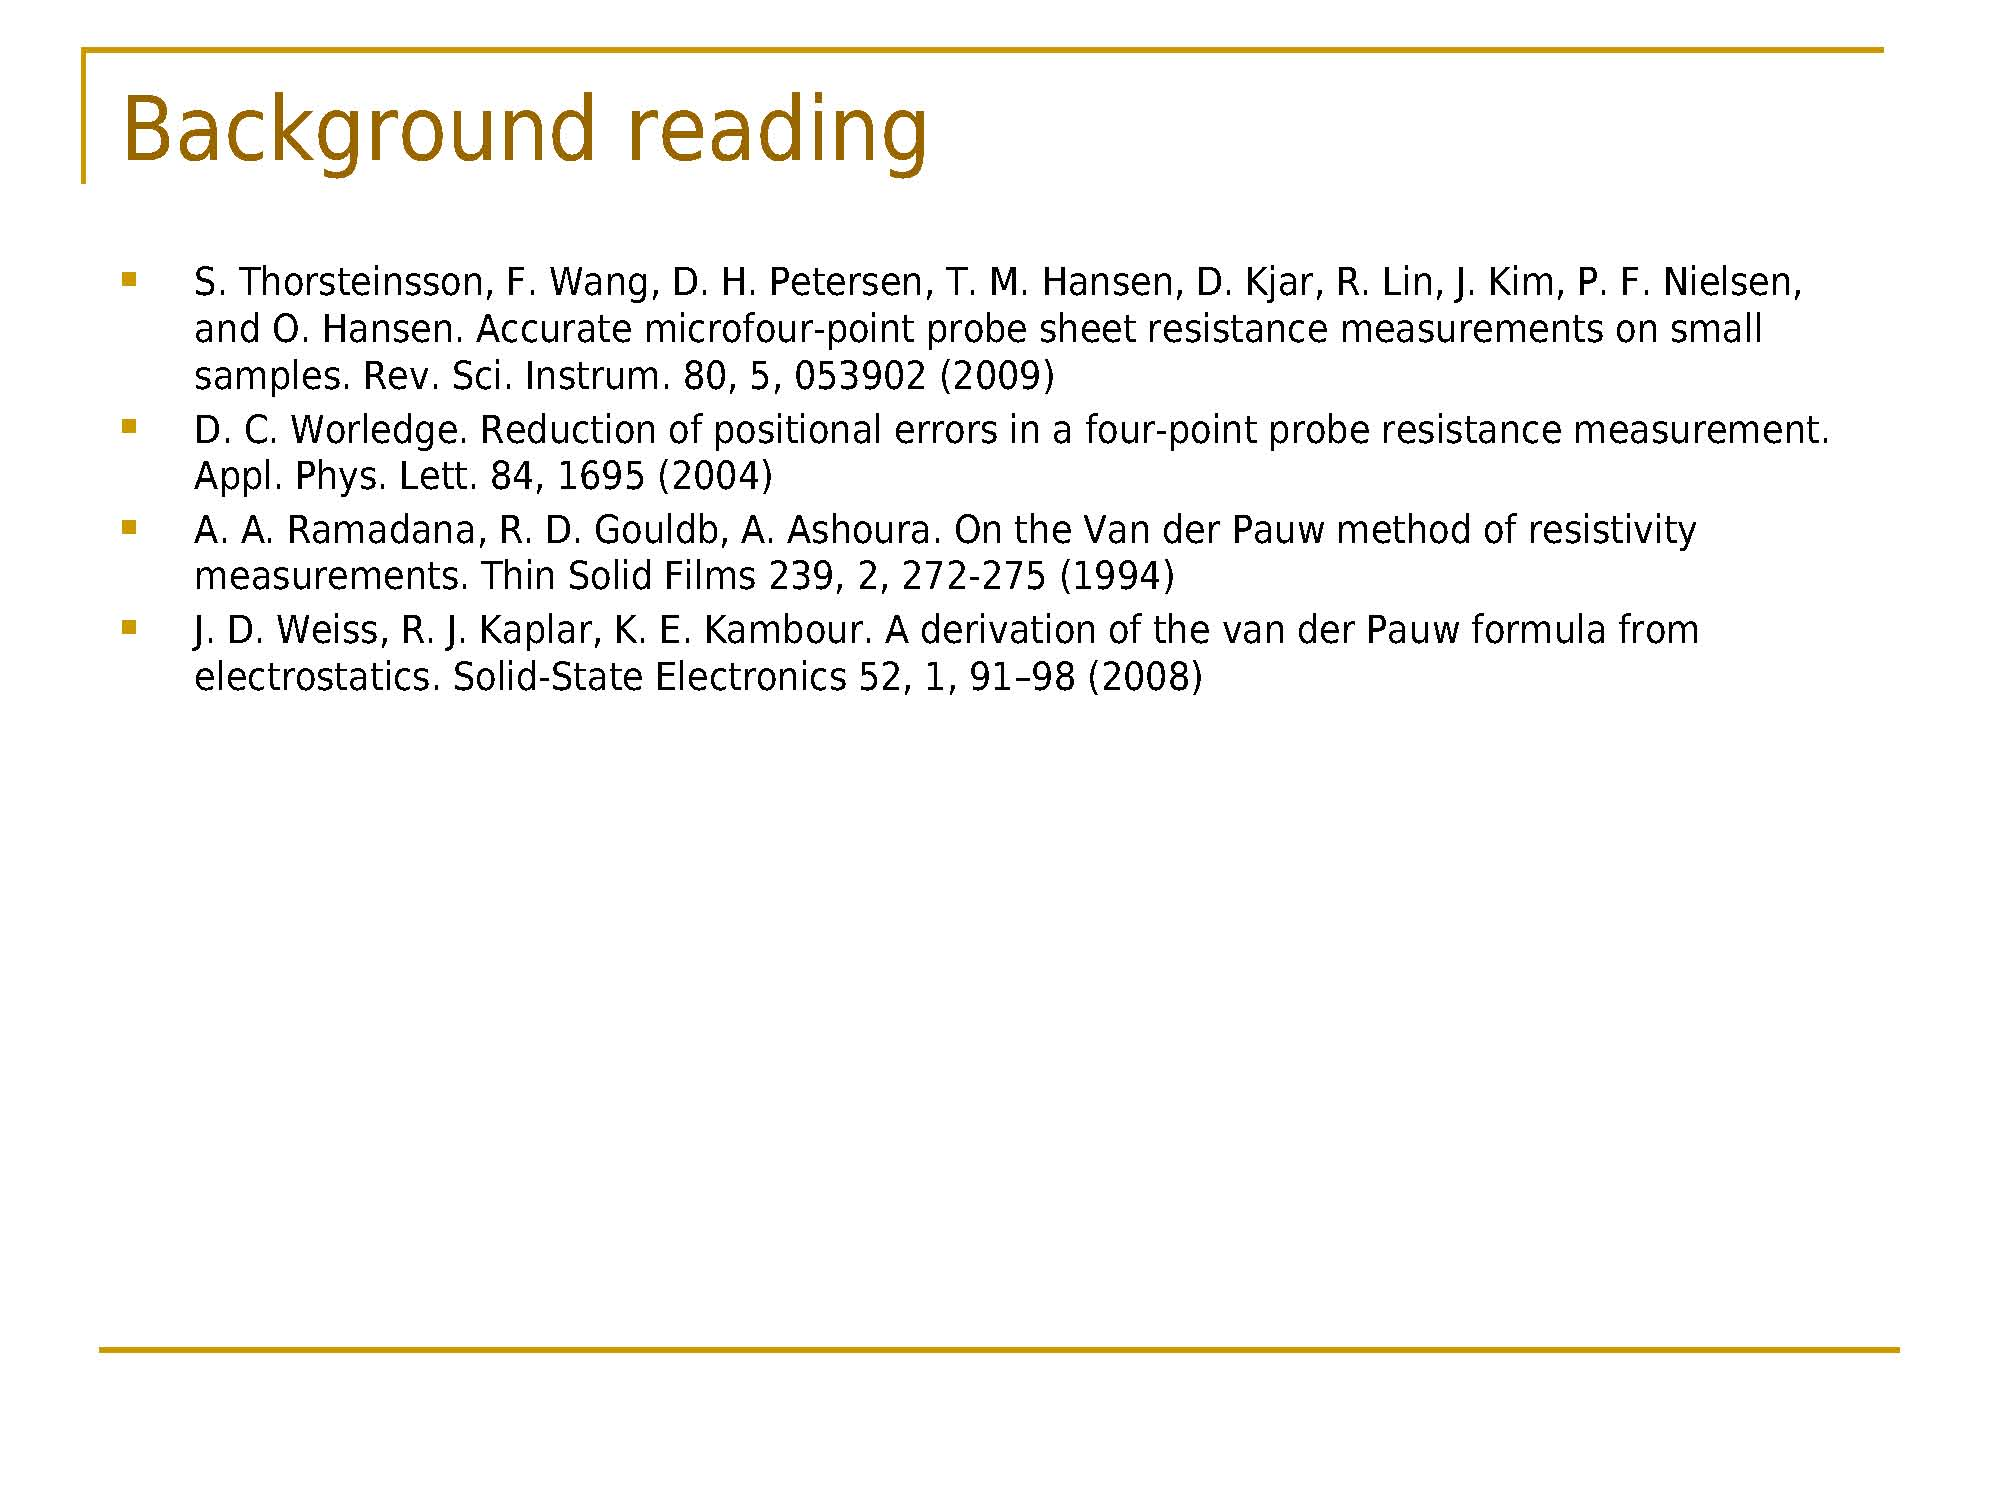 Background reading
S. Thorsteinsson, F. Wang, D. H. Petersen, T. M. Hansen, D. Kjar, R. Lin, J. Kim, P. F. Nielsen,
and O. Hansen. Accurate microfour-point probe sheet resistance measurements on small
samples. Rev. Sci. Instrum. 80, 5, 053902 (2009)
D. C. Worledge. Reduction of positional errors in a four-point probe resistance measurement.
Appl. Phys. Lett. 84, 1695 (2004)
A. A. Ramadana, R. D. Gouldb, A. Ashoura. On the Van der Pauw method of resistivity
measurements. Thin Solid Films 239, 2, 272-275 (1994)
J. D. Weiss, R. J. Kaplar, K. E. Kambour. A derivation of the van der Pauw formula from
electrostatics. Solid-State Electronics 52, 1, 91–98 (2008)